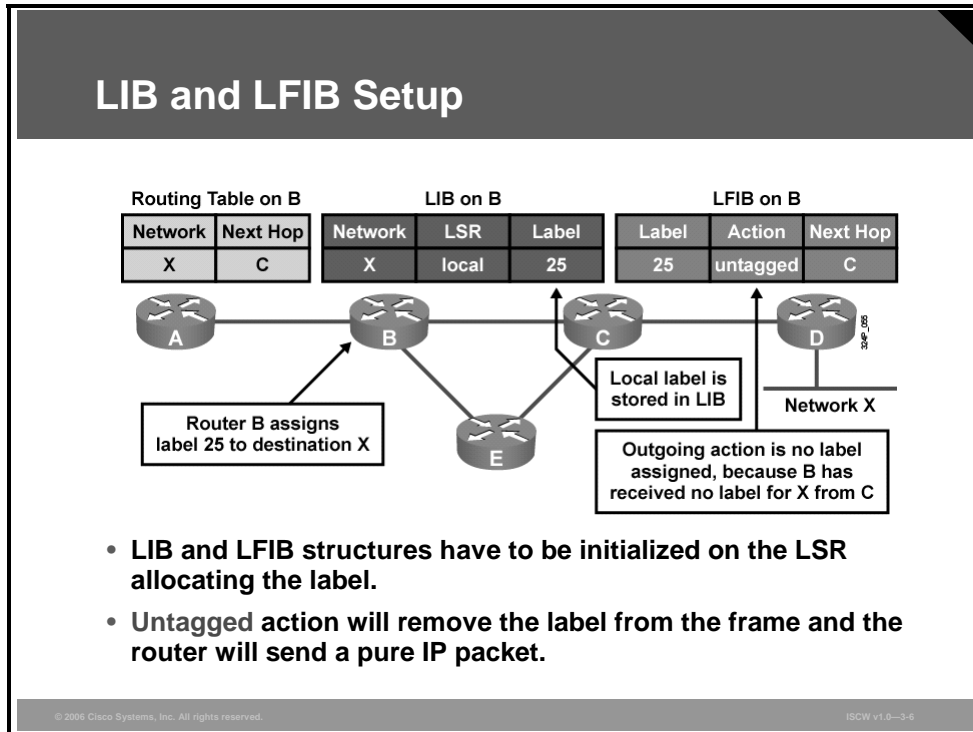 LIB and LFIB Setup
Routing Table on B
LIB on B
LFIB on B
Network Next Hop
X C
Network LSR Label
X local 25
Label Action Next Hop
25 untagged C
A
B
C
D
E
324P_055
Network X
Router B assigns
label 25 to destination X
Local label is
stored in LIB
Outgoing action is no label
assigned, because B has
received no label for X from C
• LIB and LFIB structures have to be initialized on the LSR
allocating the label.
• Untagged action will remove the label from the frame and the
router will send a pure IP packet.
© 2006 Cisco Systems, Inc. All rights reserved.
ISCW v1.0—3-6